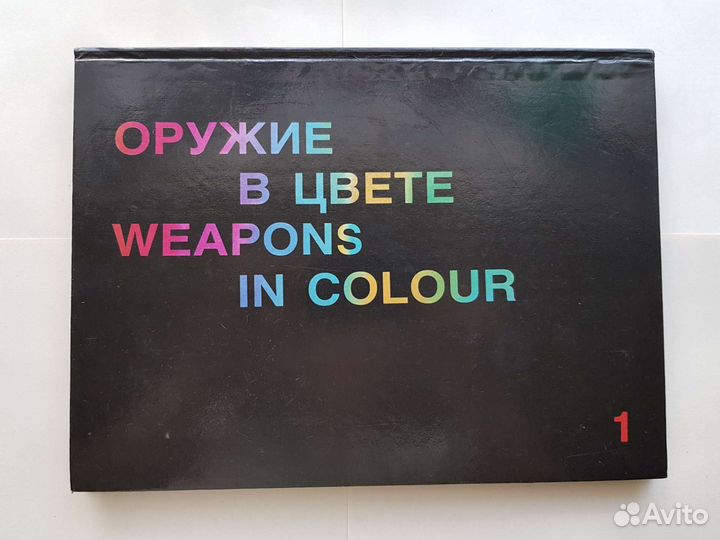 ОРУЖИЕ
В ЦВЕТЕ
WEAPONS
IN COLOUR
1
Avito